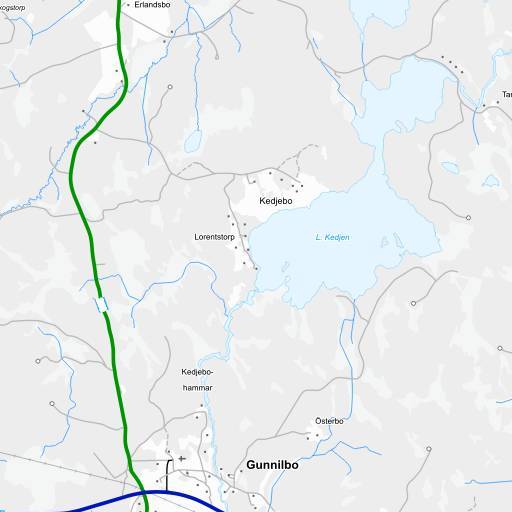 Erlandsbo
Kedjebo
Lorentstorp
L. Kedjen
Kedjebo-
hammar
Österbo
Gunnilbo